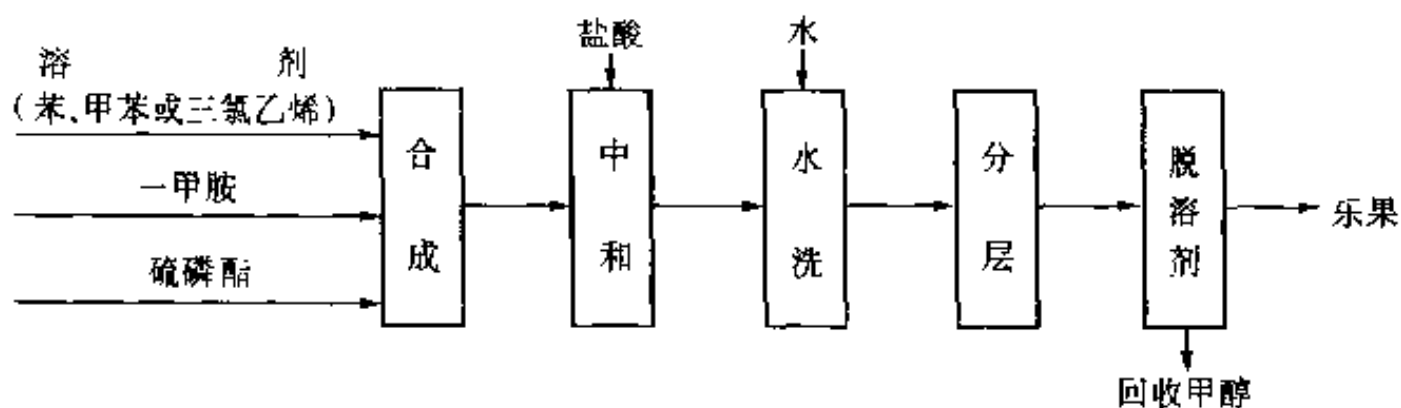 溶 剂
(苯、甲苯或三氯乙烯)
一甲胺
硫磷酯
合成
盐酸
中和
水
水洗
分层
脱溶剂
乐果
回收甲醇